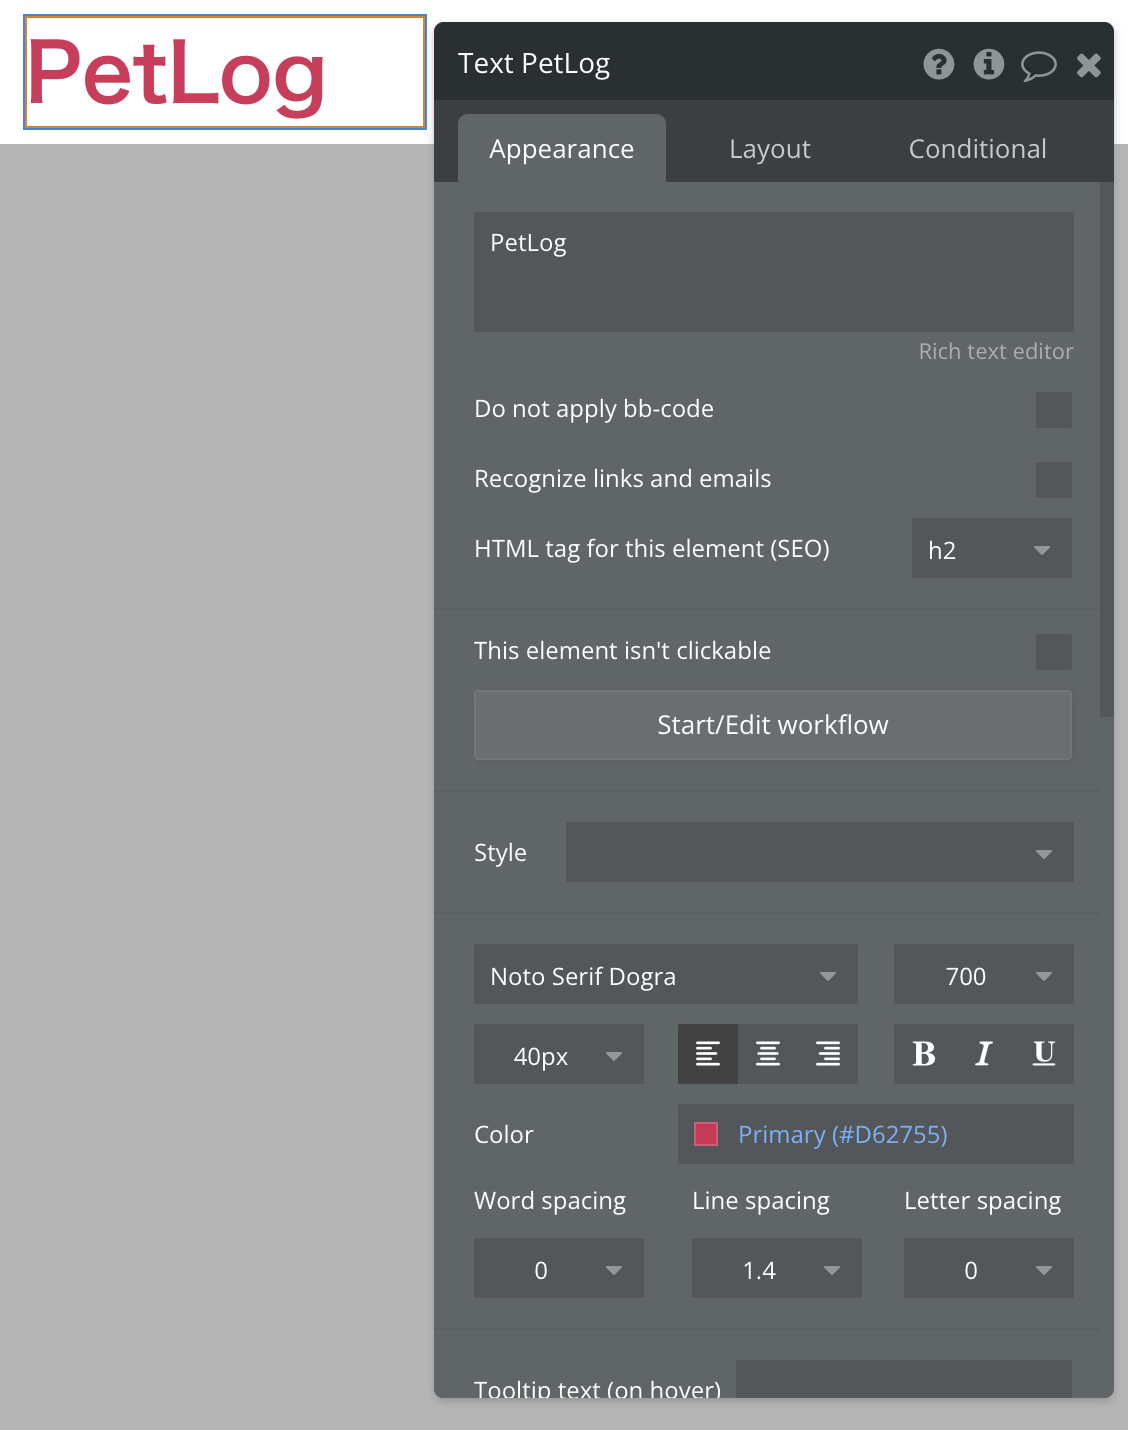 PetLog
Text PetLog
Appearance
Layout
Conditional
PetLog
Rich text editor
Do not apply bb-code
Recognize links and emails
HTML tag for this element (SEO)
h2
This element isn't clickable
Start/Edit workflow
Style
Noto Serif Dogra
700
40px
B I U
Color
Primary (#D62755)
Word spacing
Line spacing
Letter spacing
0
1.4
0
Tooltip text (on hover)